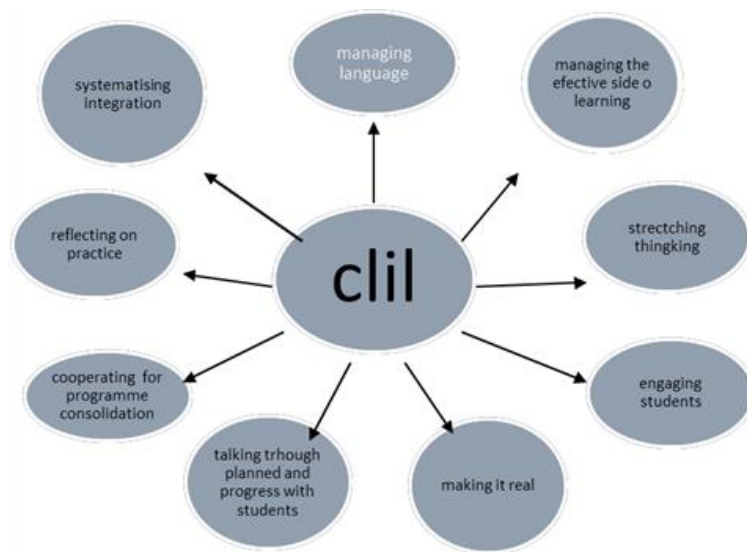 managing
language
systematising
integration
managing the
efective side o
learning
reflecting on
practice
clil
strectching
thingking
cooperating for
programme
consolidation
engaging
students
talking trhough
planned and
progress with
students
making it real